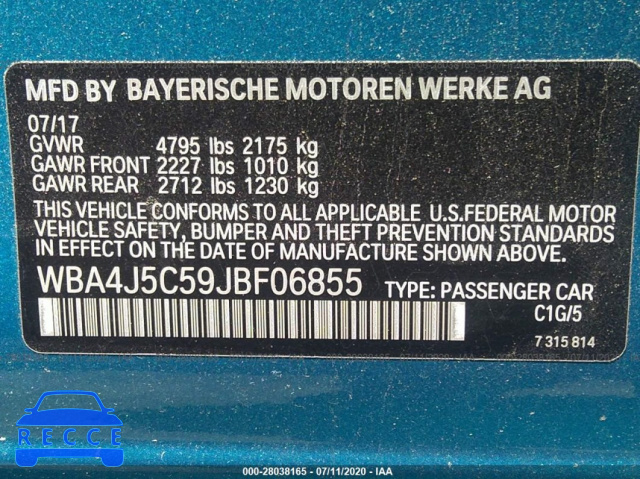 MFD BY BAYERISCHE MOTOREN WERKE AG
07/17
GVWR 4795 lbs 2175 kg
GAWR FRONT 2227 lbs 1010 kg
GAWR REAR 2712 lbs 1230 kg
THIS VEHICLE CONFORMS TO ALL APPLICABLE U.S.FEDERAL MOTOR
VEHICLE SAFETY, BUMPER AND THEFT PREVENTION STANDARDS
IN EFFECT ON THE DATE OF MANUFACTURE SHOWN ABOVE.
WBA4J5C59JBF06855 TYPE: PASSENGER CAR
C1G/5
7 315 814
RECCE
000-28038165 - 07/11/2020 - IAA